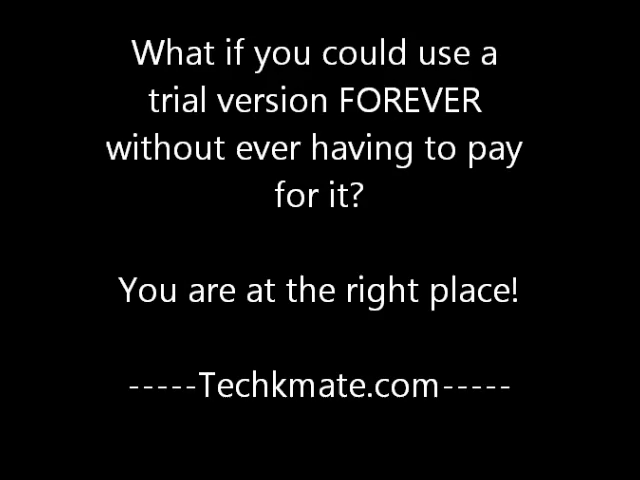 What if you could use a
trial version FOREVER
without ever having to pay
for it?
You are at the right place!
-----Techkmate.com-----